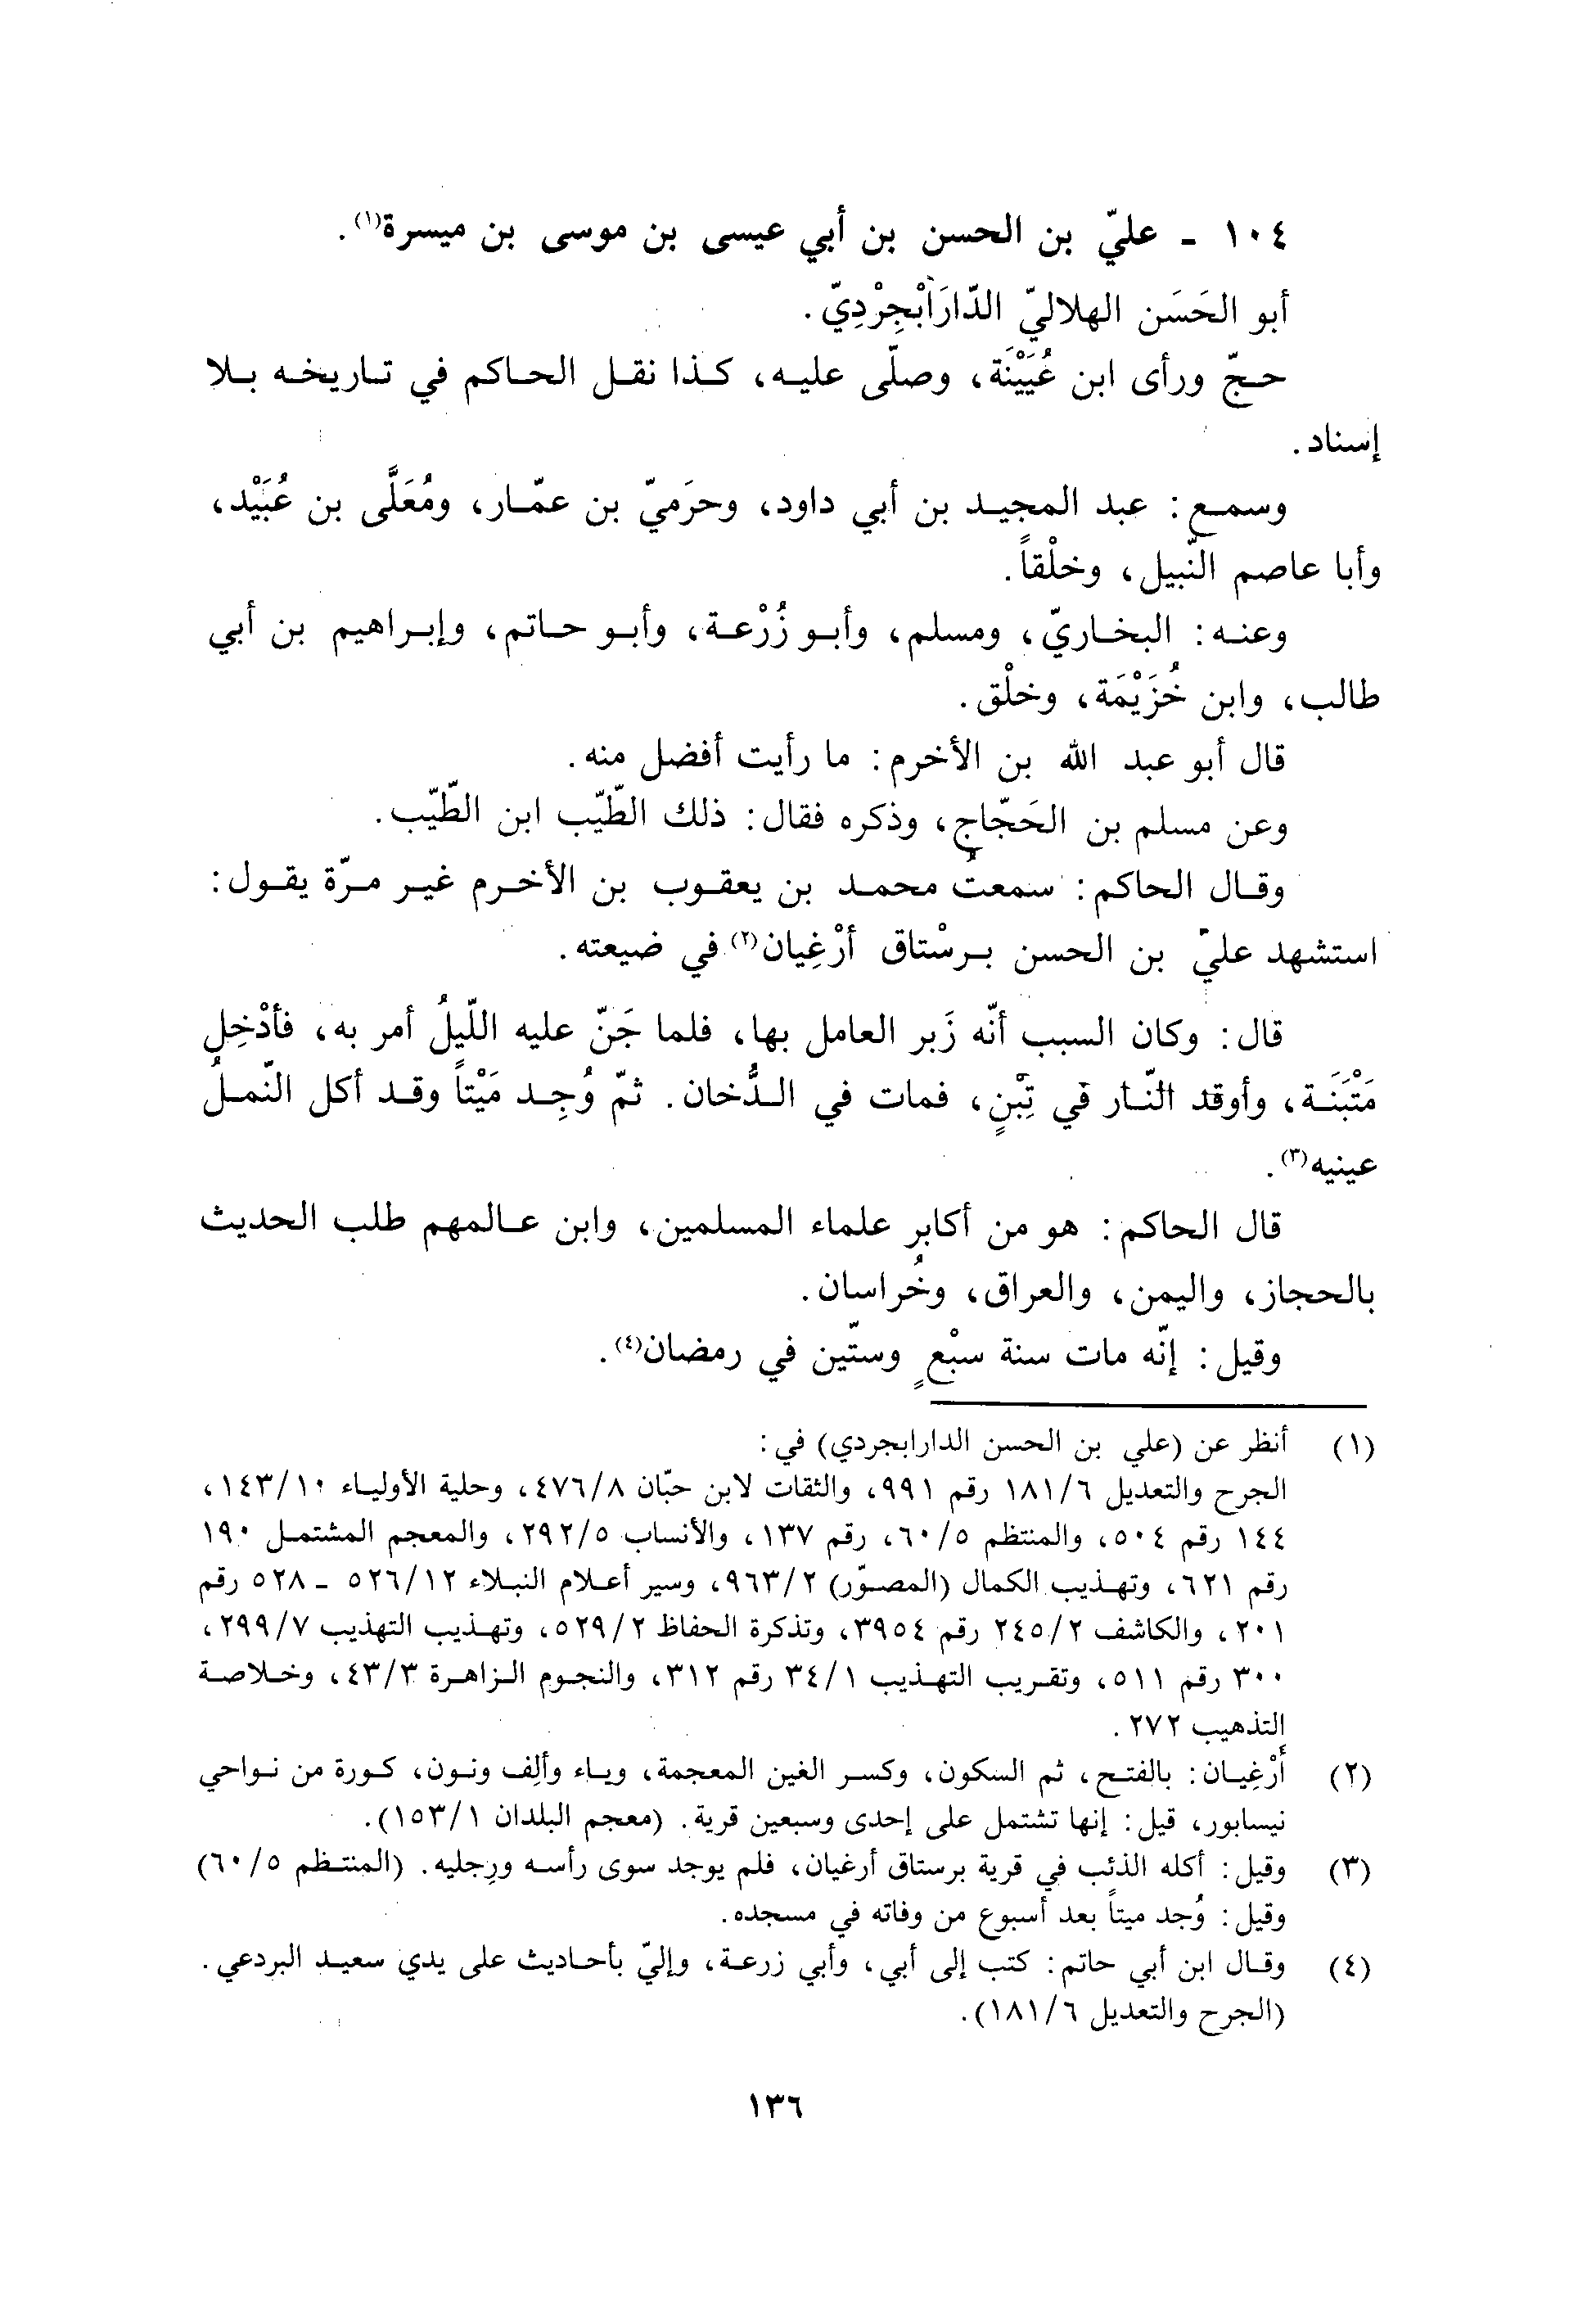 ١٠٤ - عليّ بن الحسن بن أبي عيسى بن موسى بن ميسرة(١).
أبو الحَسَن الهلاليّ الدّارَابْجِرْدِيّ.
حجّ ورأى ابن عُيَيْنَة، وصلّى عليه، كذا نقل الحاكم في تاريخه بلا
إسناد.
وسمع: عبد المجيد بن أبي داود، وحرَميّ بن عمّار، ومُعَلَّى بن عُبَيْد،
وأبا عاصم النّبيل، وخلْقاً.
وعنه: البخاريّ، ومسلم، وأبو زُرْعة، وأبو حاتم، وإبراهيم بن أبي
طالب، وابن خُزَيْمَة، وخلْق.
قال أبو عبد الله بن الأخرم: ما رأيت أفضل منه.
وعن مسلم بن الحَجّاج، وذكره فقال: ذلك الطّيّب ابن الطّيّب.
وقال الحاكم: سمعتُ محمد بن يعقوب بن الأخرم غير مرّة يقول:
استشهد عليّ بن الحسن برسْتاق أرْغِيان(٢) في ضيعته.
قال: وكان السبب أنّه زَبر العامل بها، فلما جَنّ عليه اللّيلُ أمر به، فأدْخِل
مَتْبَنَة، وأوقد النّار في تِبْنٍ، فمات في الدُّخان. ثمّ وُجِد مَيْتاً وقد أكل النّملُ
عينيه(٣).
قال الحاكم: هو من أكابر علماء المسلمين، وابن عالمهم طلب الحديث
بالحجاز، واليمن، والعراق، وخُراسان.
وقيل: إنّه مات سنة سبْعٍ وستّين في رمضان(٤).
(١) أنظر عن (علي بن الحسن الدارابجردي) في:
الجرح والتعديل ١٨١/٦ رقم ٩٩١، والثقات لابن حبّان ٤٧٦/٨، وحلية الأولياء ١٤٣/١٠،
١٤٤ رقم ٥٠٤، والمنتظم ٦٠/٥، رقم ١٣٧، والأنساب ٢٩٢/٥، والمعجم المشتمل ١٩٠
رقم ٦٢١، وتهذيب الكمال (المصوّر) ٩٦٣/٢، وسير أعلام النبلاء ٥٢٦/١٢ - ٥٢٨ رقم
٢٠١، والكاشف ٢٤٥/٢ رقم ٣٩٥٤، وتذكرة الحفاظ ٥٢٩/٢، وتهذيب التهذيب ٢٩٩/٧،
٣٠٠ رقم ٥١١، وتقريب التهذيب ٣٤/١ رقم ٣١٢، والنجوم الزاهرة ٤٣/٣، وخلاصة
التذهيب ٢٧٢.
(٢) أَرْغِيان: بالفتح، ثم السكون، وكسر الغين المعجمة، وياء وألِف ونون، كورة من نواحي
نيسابور، قيل: إنها تشتمل على إحدى وسبعين قرية. (معجم البلدان ١٥٣/١).
(٣) وقيل: أكله الذئب في قرية برستاق أرغيان، فلم يوجد سوى رأسه ورِجليه. (المنتظم ٦٠/٥)
وقيل: وُجد ميتاً بعد أسبوع من وفاته في مسجده.
(٤) وقال ابن أبي حاتم: كتب إلى أبي، وأبي زرعة، وإليّ بأحاديث على يدي سعيد البردعي.
(الجرح والتعديل ١٨١/٦).
١٣٦